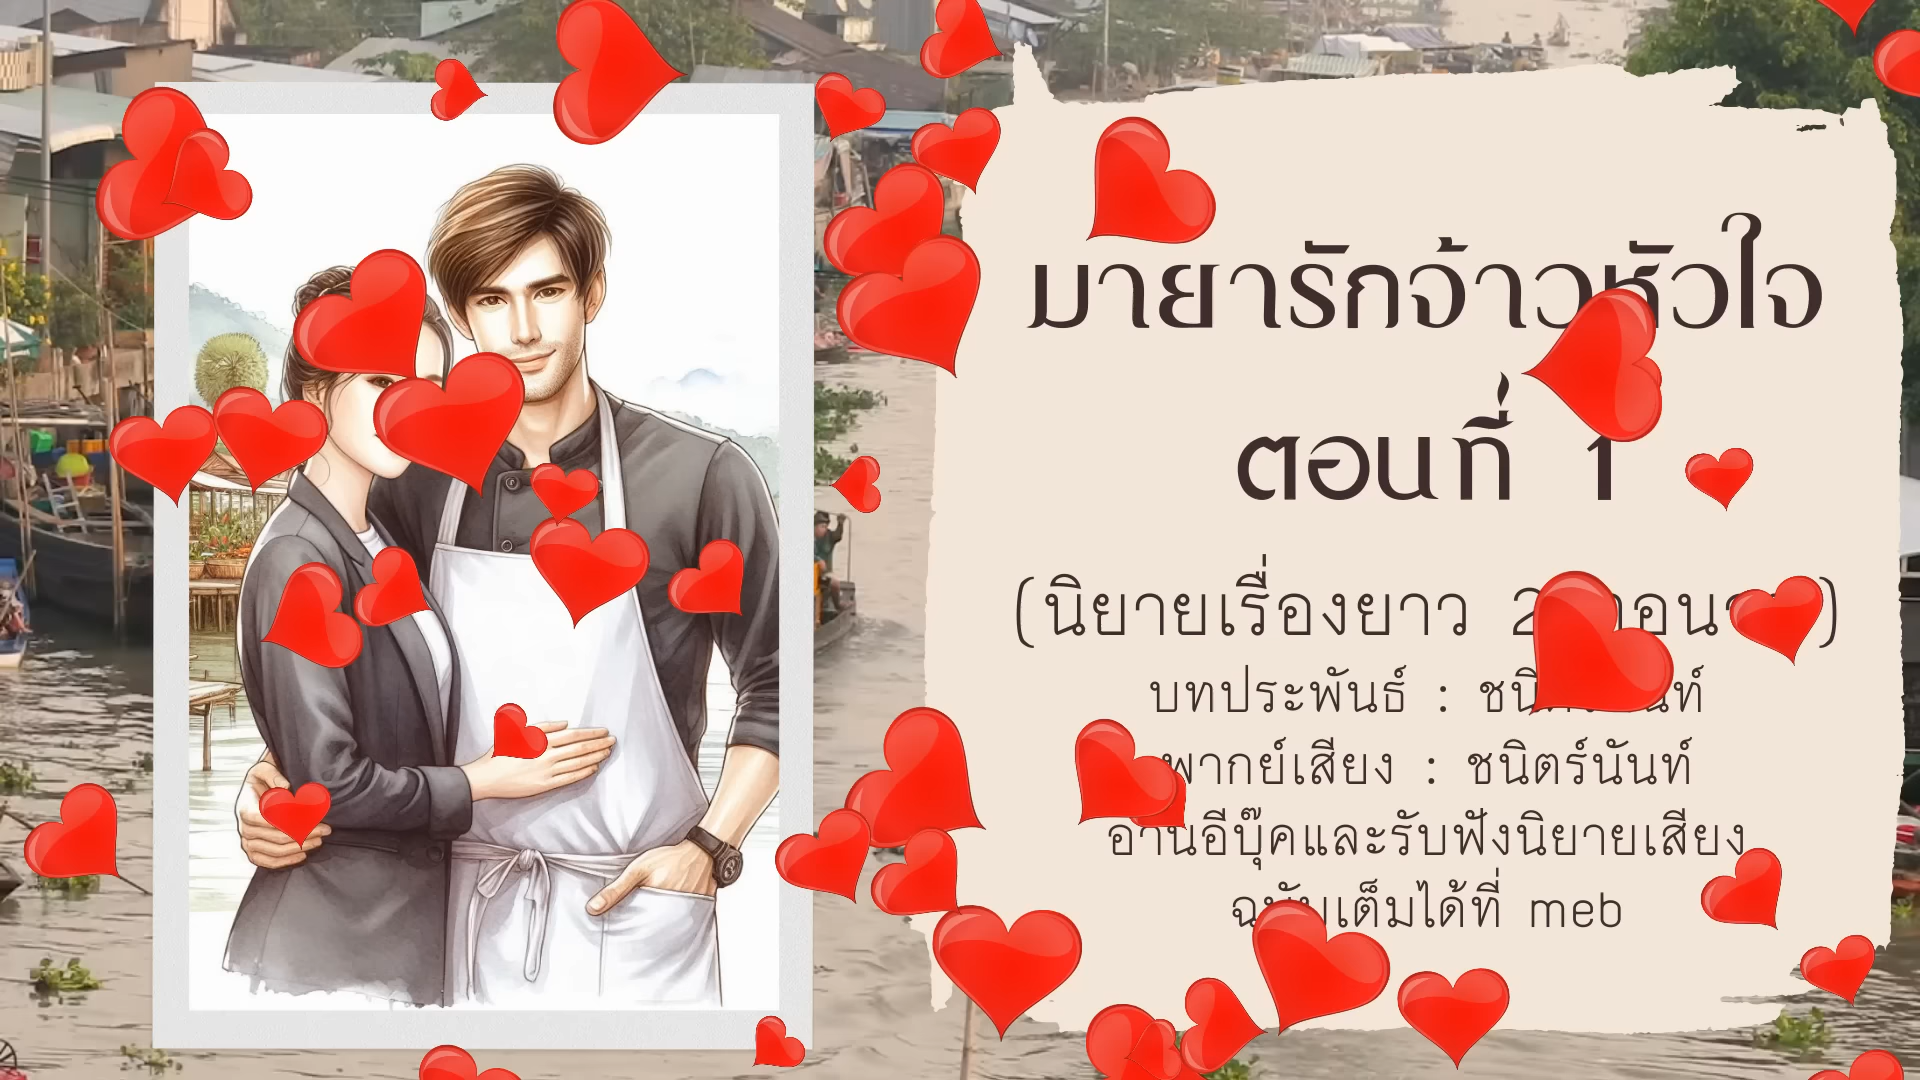 มายารักจ้าวหัวใจ
ตอนที่ 1
(นิยายเรื่องยาว
บทประพันธ์ :
พากย์เสียง : ชนิตร์นันท์
อ่านอีบุ๊คและรับฟังนิยายเสียง
ฉบับเต็มได้ที่ meb